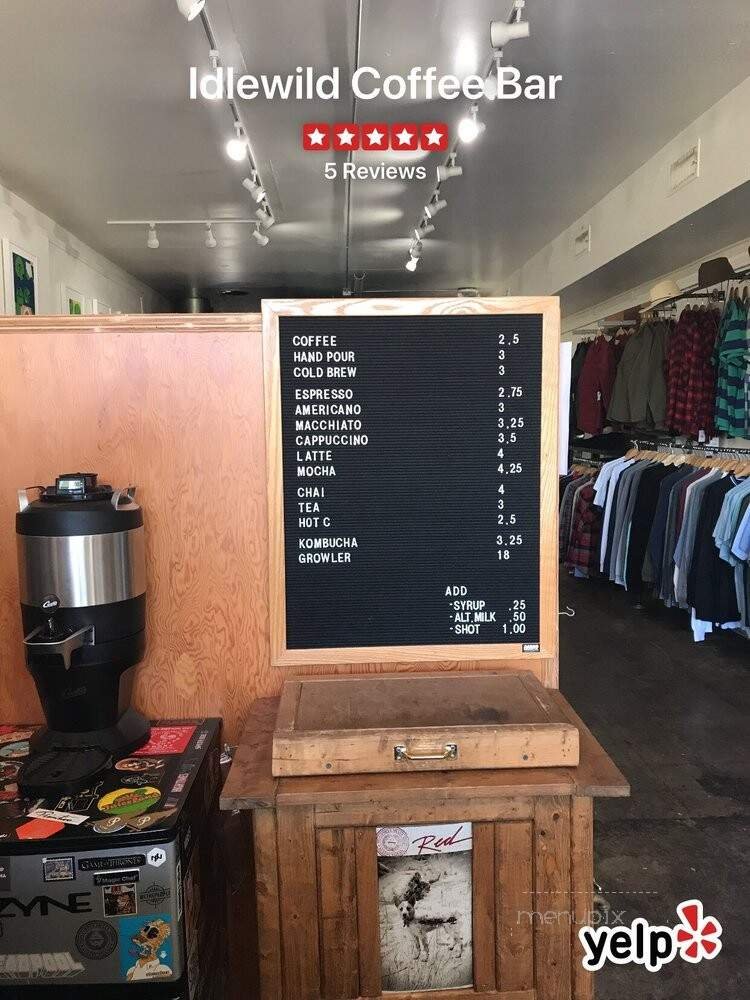 Idlewild Coffee Bar
5 Reviews
COFFEE 2.5
HAND POUR 3
COLD BREW 3
ESPRESSO 2.75
AMERICANO 3
MACCHIATO 3.25
CAPPUCCINO 3.5
LATTE 4
MOCHA 4.25
CHAI 4
TEA 3
HOT C 2.5
KOMBUCHA 3.25
GROWLER 18
ADD
-SYRUP .25
-ALT.MILK .50
-SHOT 1.00
Red
GAME OF THRONES
Magic Chef
ZYNE
menupix
yelp